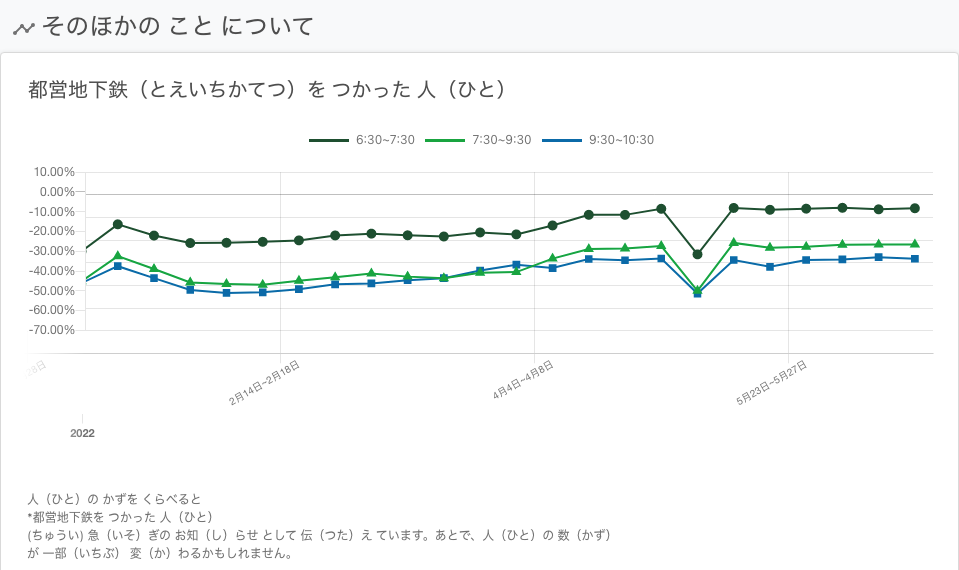 そのほかの こと について
都営地下鉄（とえいちかてつ）を つかった 人（ひと）
6:30~7:30 7:30~9:30 9:30~10:30
10.00%
0.00%
-10.00%
-20.00%
-30.00%
-40.00%
-50.00%
-60.00%
-70.00%
2月14日~2月18日 4月4日~4月8日 5月23日~5月27日
2022
人（ひと）の かずを くらべると
*都営地下鉄を つかった 人（ひと）
(ちゅうい) 急（いそ）ぎの お知（し）らせ として 伝（つた）え ています。あとで、人（ひと）の 数（かず）
が 一部（いちぶ） 変（か）わるかもしれません。